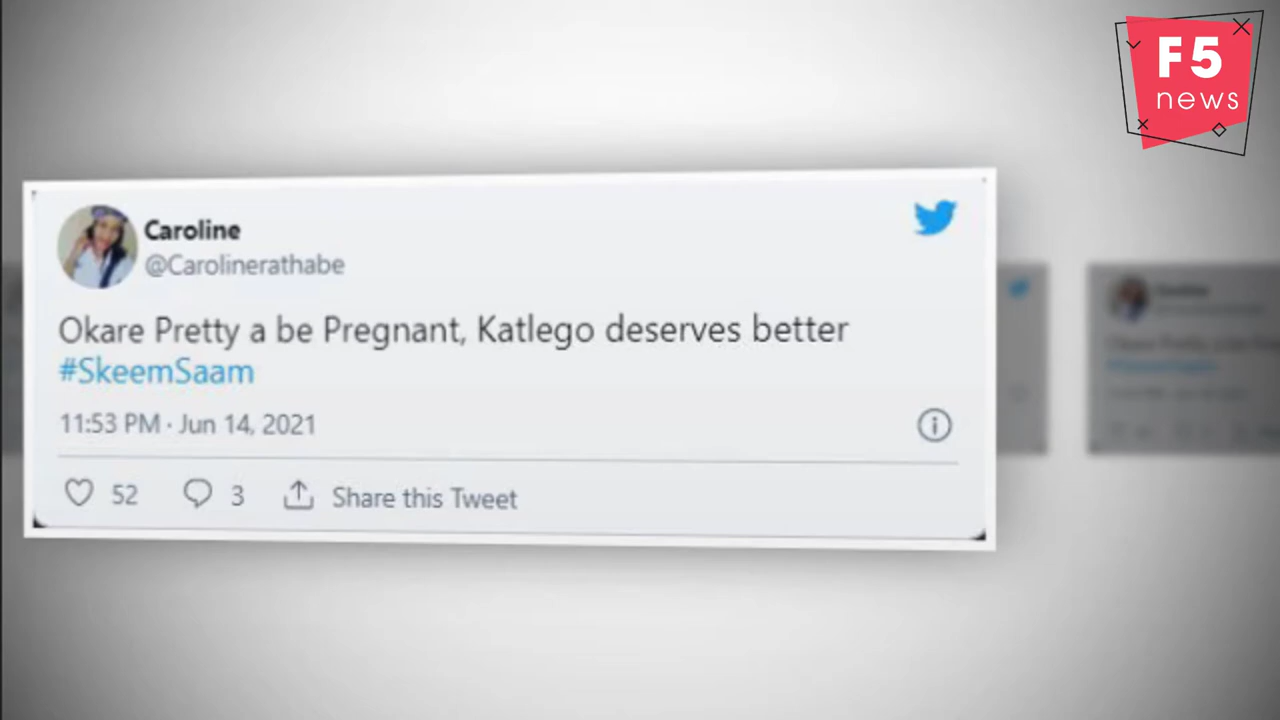 F5
news
Caroline
@Carolinerathabe
Okare Pretty a be Pregnant, Katlego deserves better
#SkeemSaam
11:53 PM · Jun 14, 2021
52
3
Share this Tweet